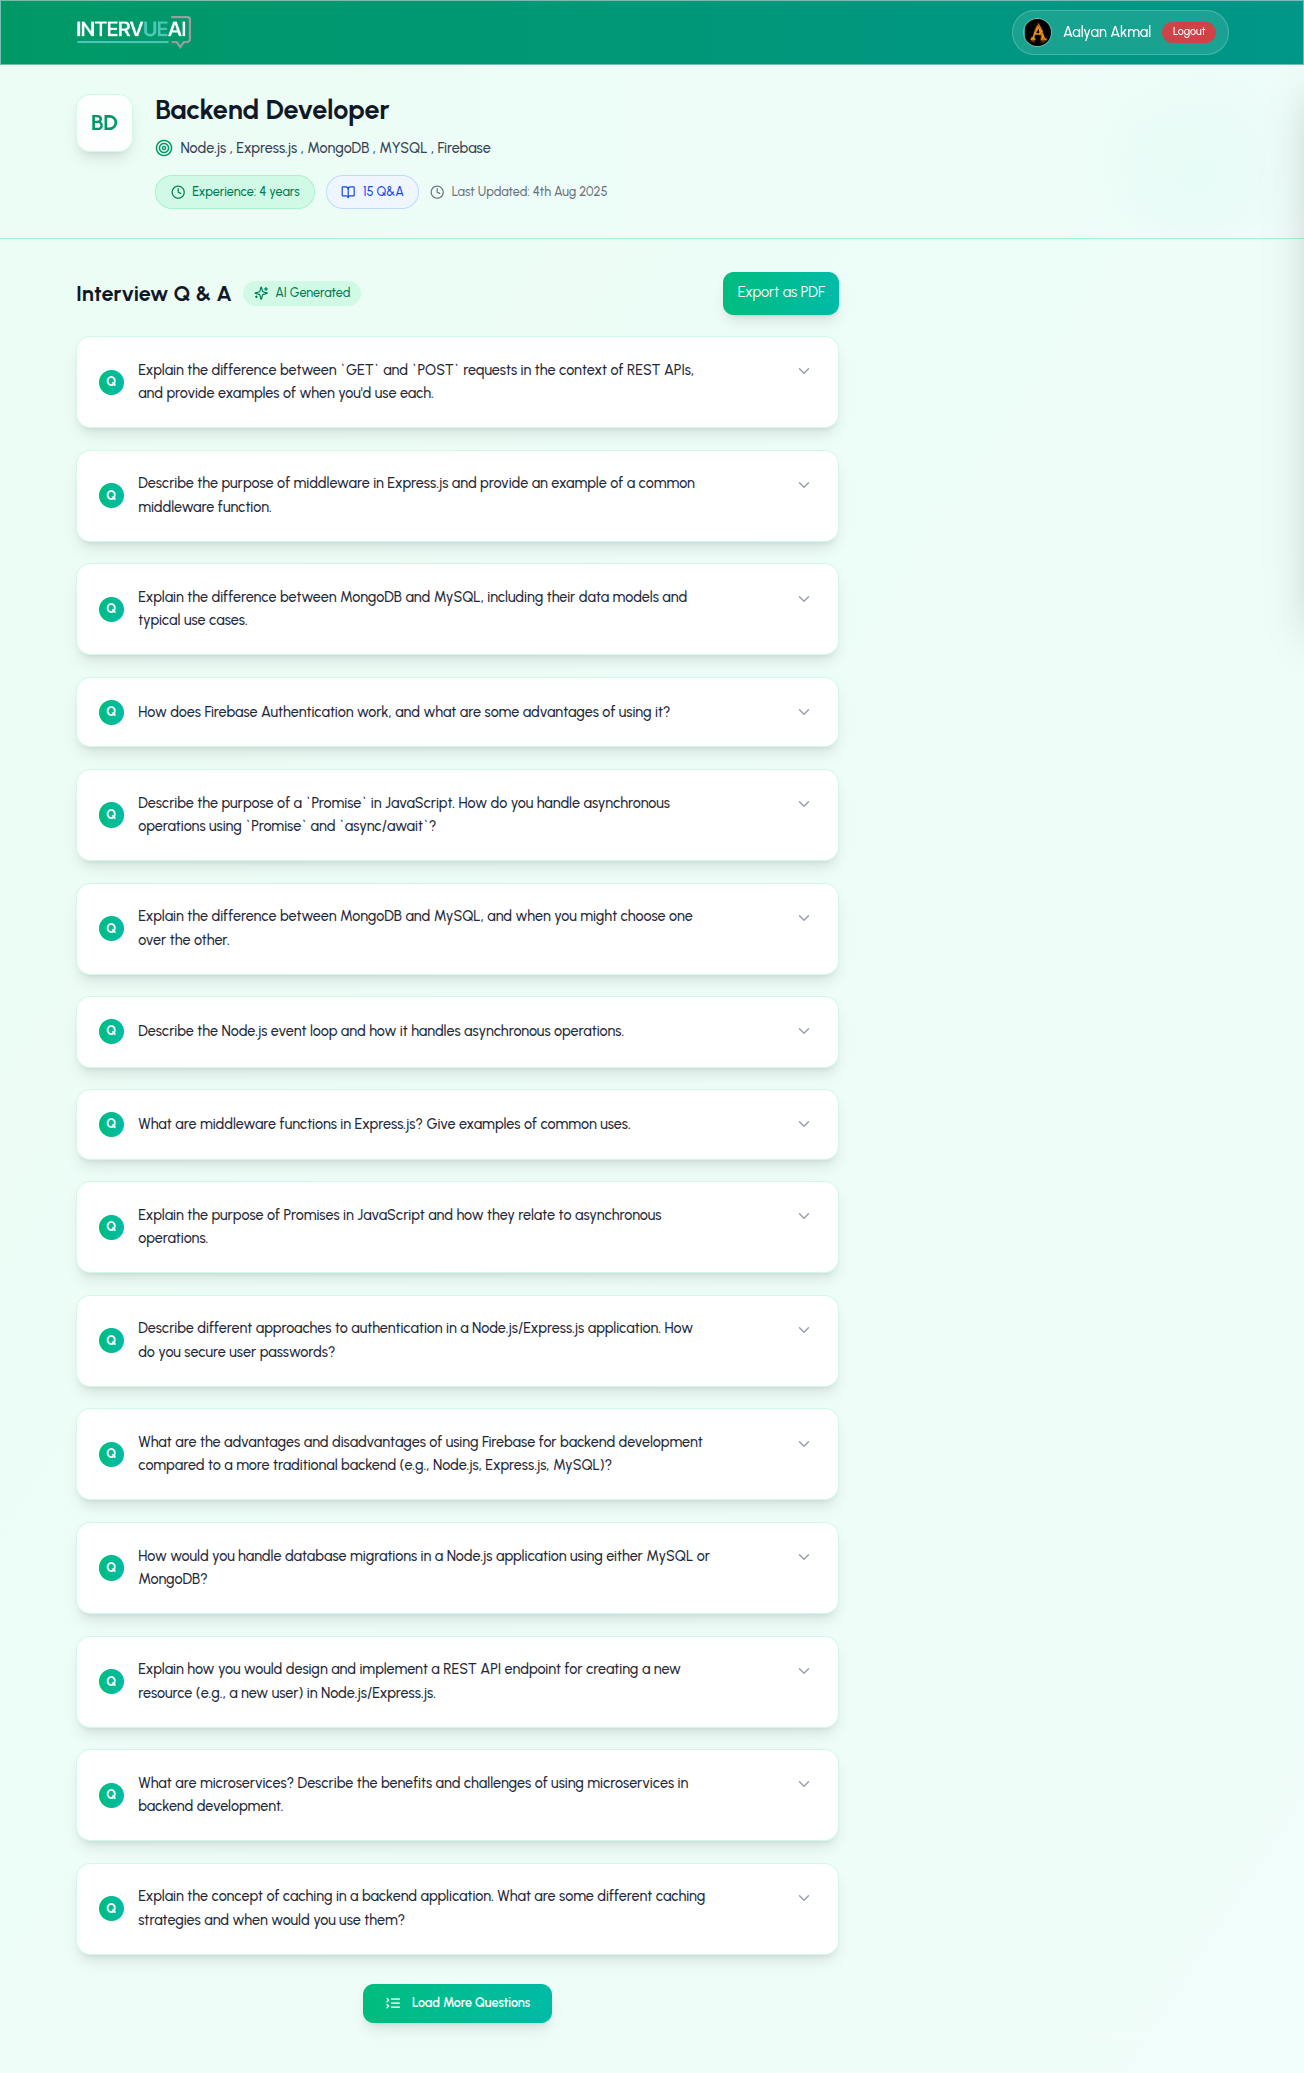 INTERVUEAI
A
Aalyan Akmal
Logout
BD
Backend Developer
Node.js , Express.js , MongoDB , MYSQL , Firebase
Experience: 4 years
15 Q&A
Last Updated: 4th Aug 2025
Interview Q & A
AI Generated
Export as PDF
Q
Explain the difference between `GET` and `POST` requests in the context of REST APIs,
and provide examples of when you'd use each.
Q
Describe the purpose of middleware in Express.js and provide an example of a common
middleware function.
Q
Explain the difference between MongoDB and MySQL, including their data models and
typical use cases.
Q
How does Firebase Authentication work, and what are some advantages of using it?
Q
Describe the purpose of a `Promise` in JavaScript. How do you handle asynchronous
operations using `Promise` and `async/await`?
Q
Explain the difference between MongoDB and MySQL, and when you might choose one
over the other.
Q
Describe the Node.js event loop and how it handles asynchronous operations.
Q
What are middleware functions in Express.js? Give examples of common uses.
Q
Explain the purpose of Promises in JavaScript and how they relate to asynchronous
operations.
Q
Describe different approaches to authentication in a Node.js/Express.js application. How
do you secure user passwords?
Q
What are the advantages and disadvantages of using Firebase for backend development
compared to a more traditional backend (e.g., Node.js, Express.js, MySQL)?
Q
How would you handle database migrations in a Node.js application using either MySQL or
MongoDB?
Q
Explain how you would design and implement a REST API endpoint for creating a new
resource (e.g., a new user) in Node.js/Express.js.
Q
What are microservices? Describe the benefits and challenges of using microservices in
backend development.
Q
Explain the concept of caching in a backend application. What are some different caching
strategies and when would you use them?
Load More Questions